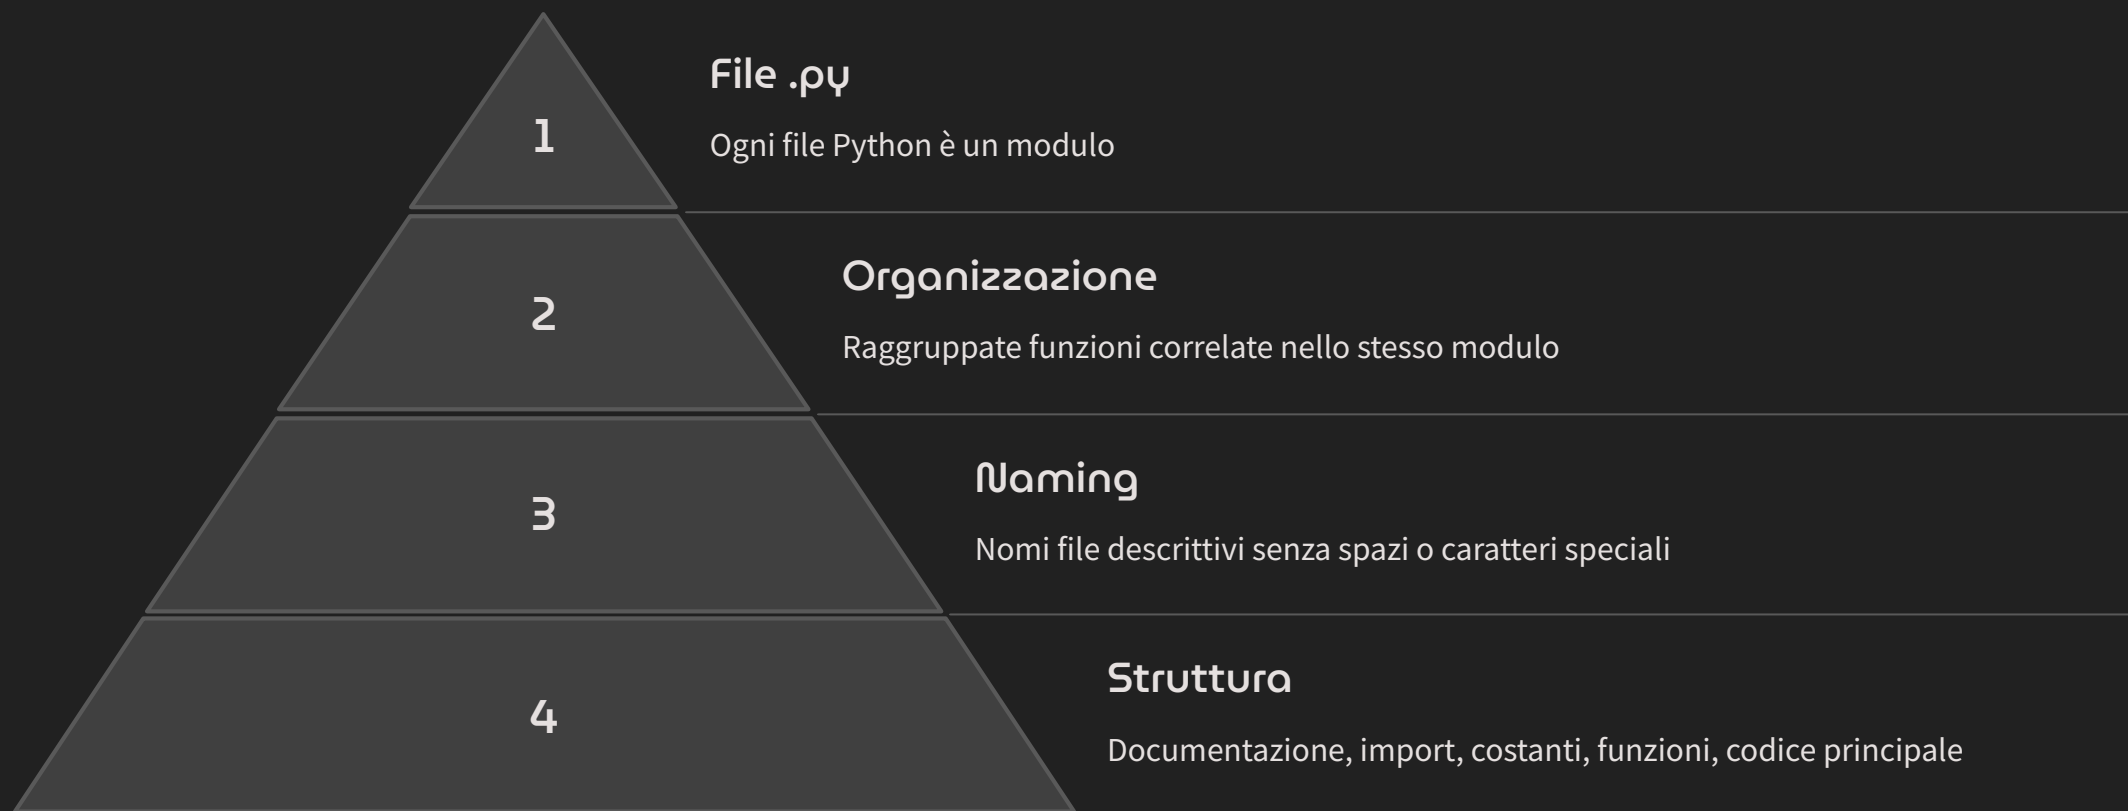 1
File .py
Ogni file Python è un modulo
2
Organizzazione
Raggruppate funzioni correlate nello stesso modulo
3
Naming
Nomi file descrittivi senza spazi o caratteri speciali
4
Struttura
Documentazione, import, costanti, funzioni, codice principale